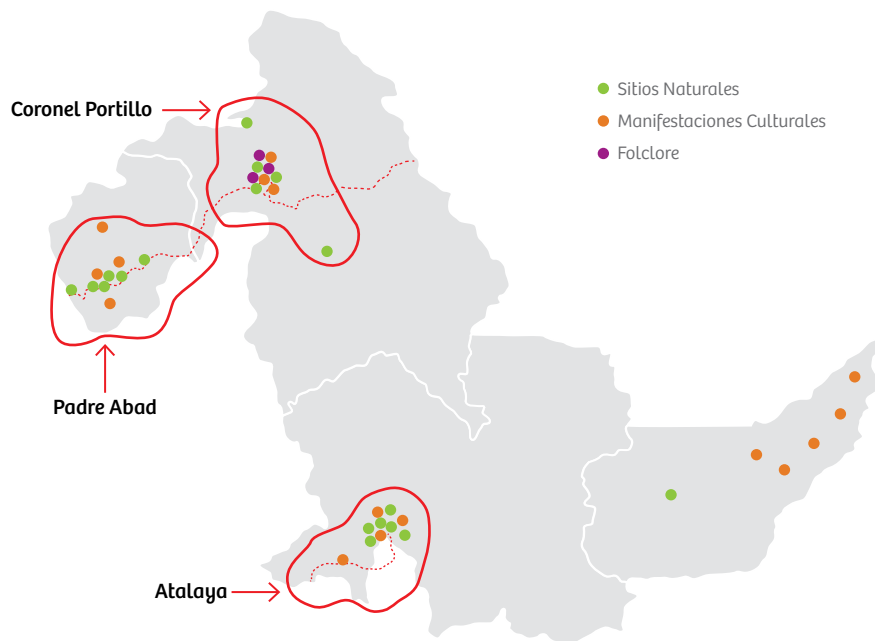 Coronel Portillo
Sitios Naturales
Manifestaciones Culturales
Folclore
Padre Abad
Atalaya